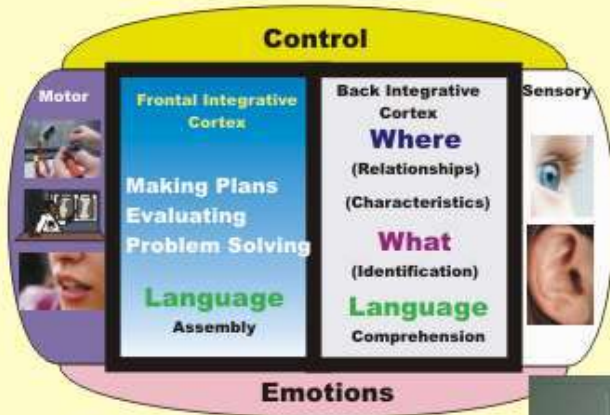 Control
Motor
Frontal Integrative
Cortex
Making Plans
Evaluating
Problem Solving
Language
Assembly
Back Integrative
Cortex
Where
(Relationships)
(Characteristics)
What
(Identification)
Language
Comprehension
Sensory
Emotions